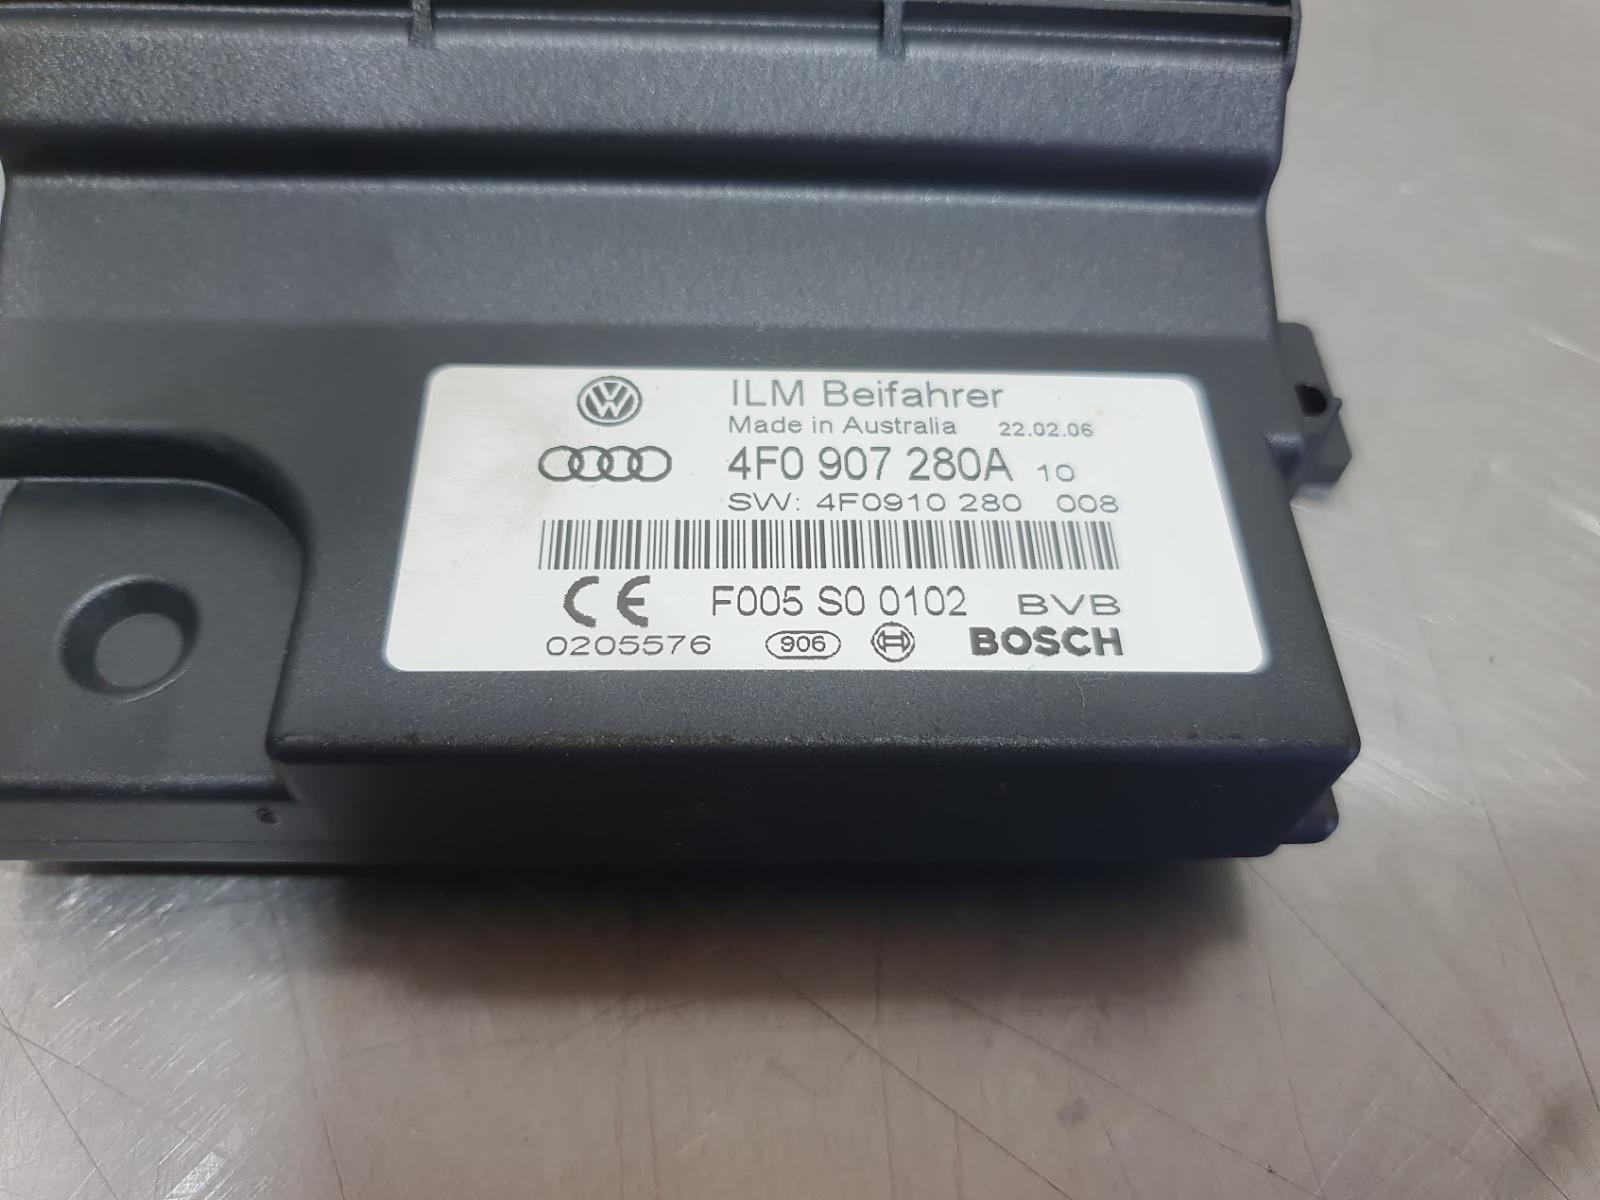 ILM Beifahrer
Made in Australia 22.02.06
4F0 907 280A 10
SW: 4F0910 280 008
CE F005 S0 0102 BVB
0205576 906 BOSCH